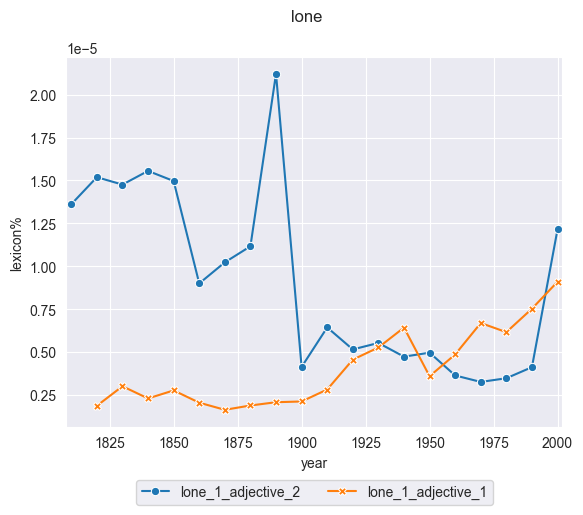 lone
1e−5
2.00
1.75
1.50
1.25
1.00
0.75
0.50
0.25
lexicon%
1825 1850 1875 1900 1925 1950 1975 2000
year
lone_1_adjective_2 lone_1_adjective_1